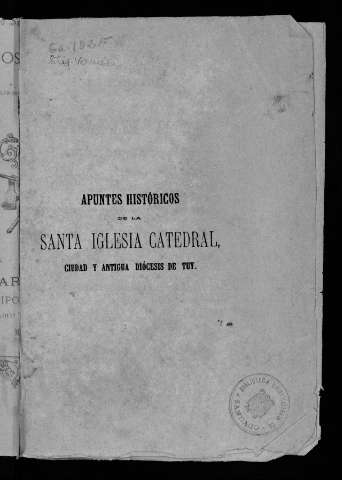 APUNTES HISTÓRICOS
DE LA
SANTA IGLESIA CATEDRAL,
CIUDAD Y ANTIGUA DIÓCESIS DE TUY.